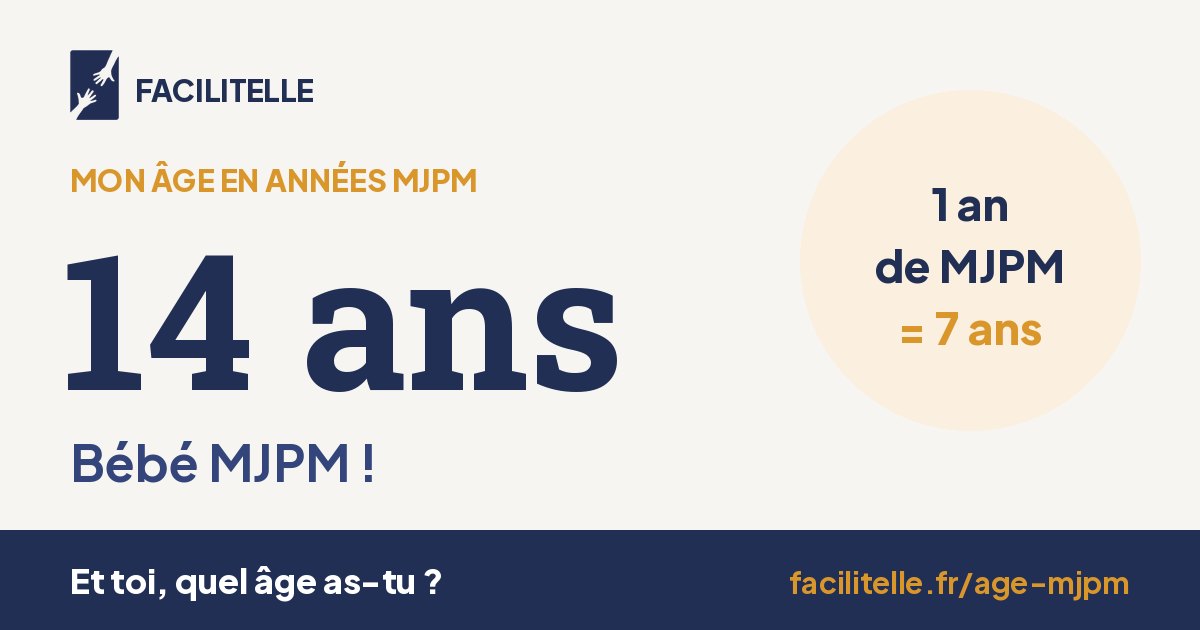 FACILITELLE
MON ÂGE EN ANNÉES MJPM
14 ans
Bébé MJPM !
1 an
de MJPM
= 7 ans
Et toi, quel âge as-tu ?
facilitelle.fr/age-mjpm